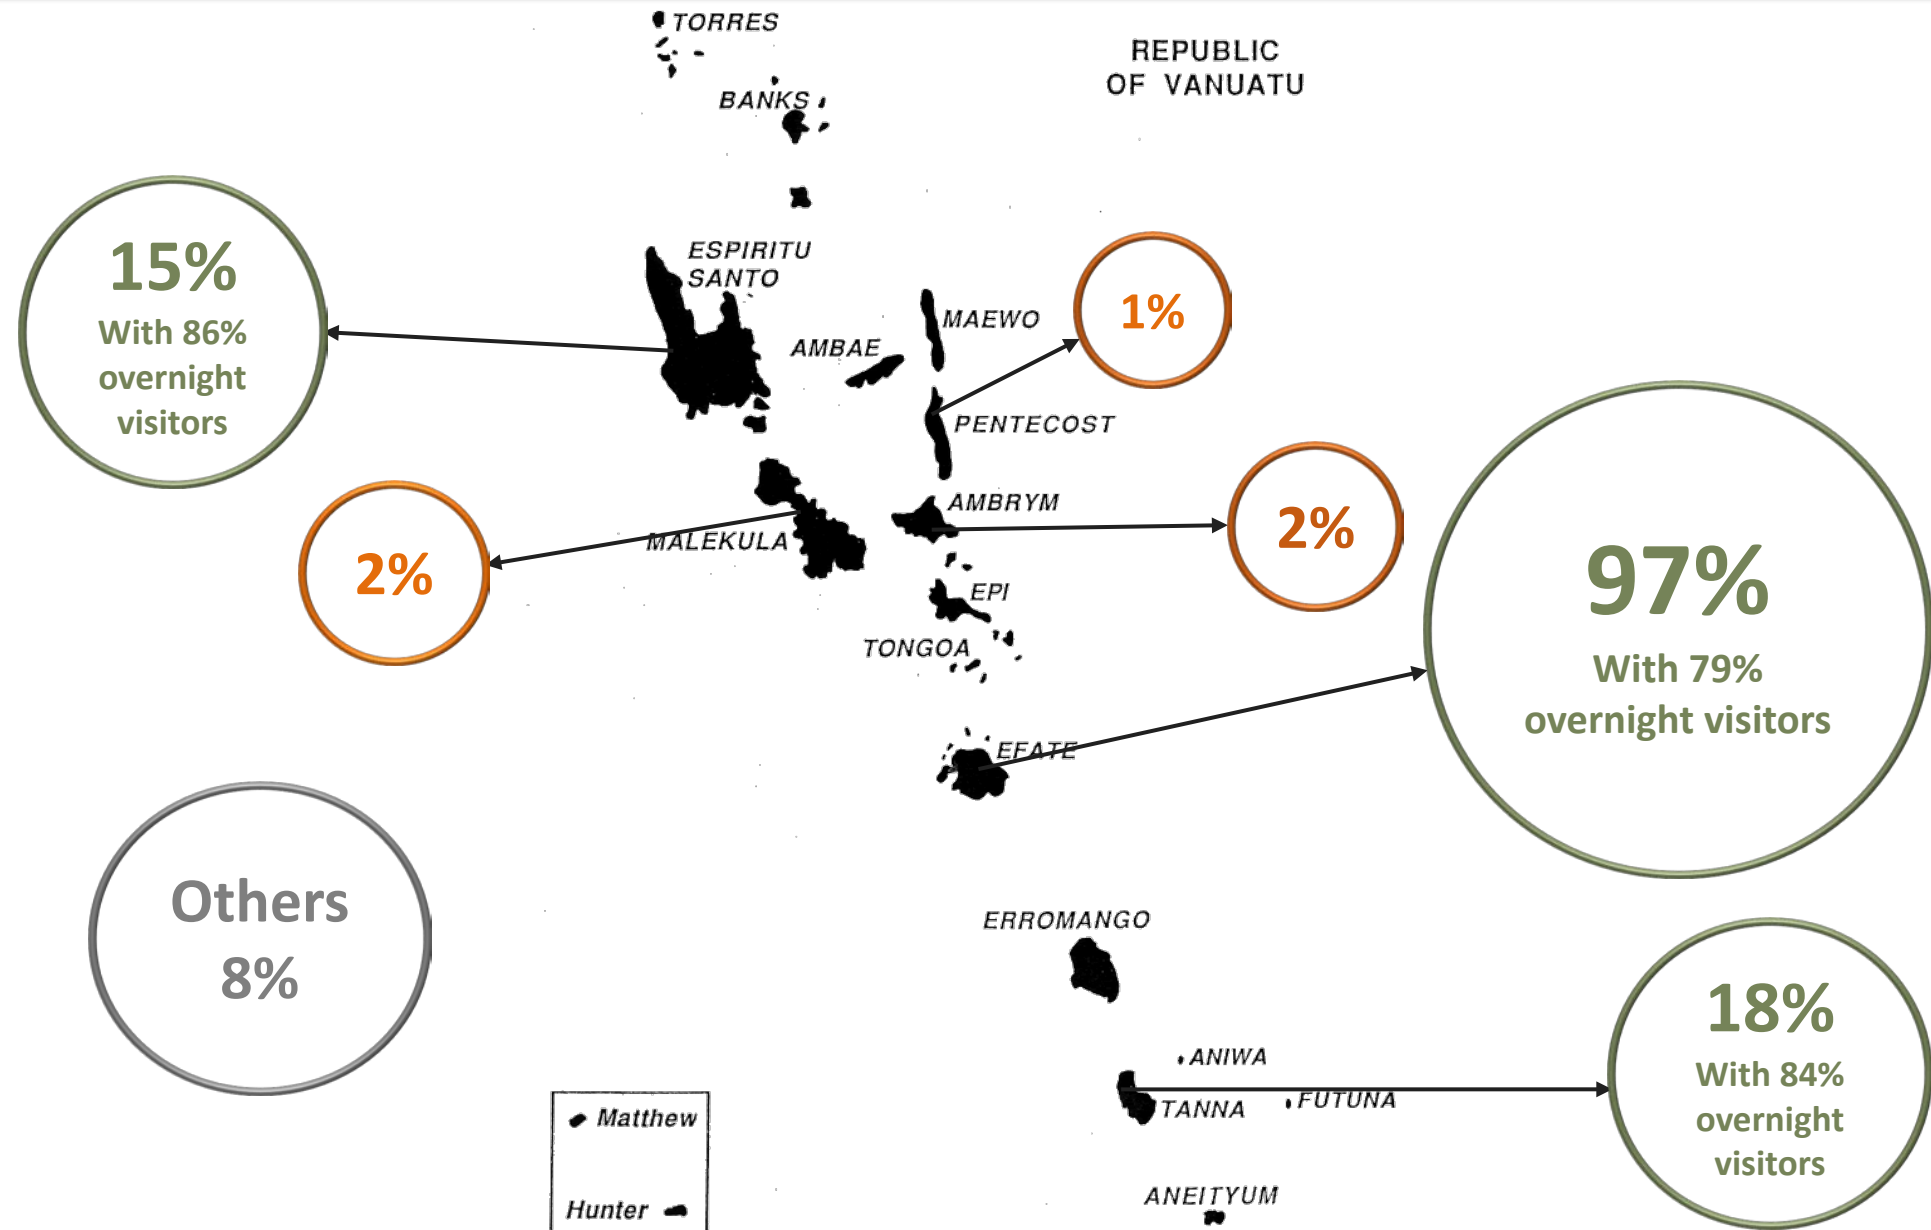 TORRES
REPUBLIC
OF VANUATU
BANKS
15%
With 86%
overnight
visitors
ESPIRITU
SANTO
MAEWO
1%
AMBAE
PENTECOST
AMBRYM
2%
MALEKULA
2%
EPI
TONGOA
97%
With 79%
overnight visitors
EFATE
Others
8%
ERROMANGO
18%
With 84%
overnight
visitors
ANIWA
TANNA
FUTUNA
Matthew
Hunter
ANEITYUM